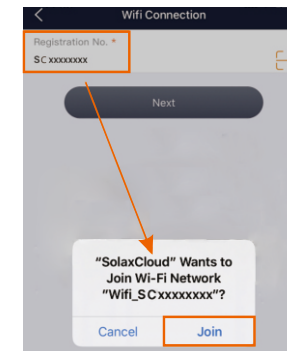 Wifi Connection
Registration No. *
SCxxxxxxxx
Next
"SolaxCloud" Wants to
Join Wi-Fi Network
"Wifi_SCxxxxxxxx"?
Cancel
Join